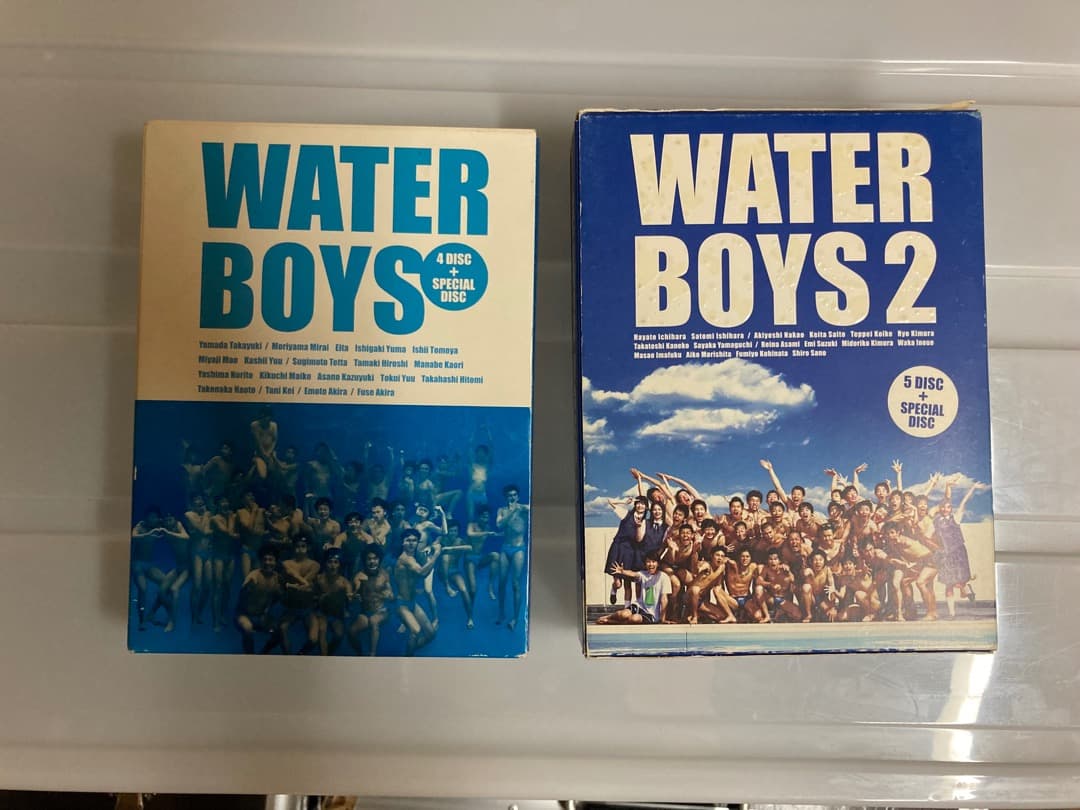 WATER
BOYS
4 DISC
+
SPECIAL
DISC
Yamada Takayuki / Moriyama Mirai Eita Ishigaki Yuma Ishii Tomoya
Miyaji Mao Kashii Yuu / Sugimoto Tetta Tamaki Hiroshi Manabe Kaori
Yashima Norito Kikuchi Maiko Asano Kazuyuki Tokui Yuu Takahashi Hitomi
Takenaka Naoto / Tani Kei / Emoto Akira / Fuse Akira
WATER
BOYS 2
Hayato Ichihara Satomi Ishihara / Akiyoshi Nakao Keita Saito Teppei Koike Ryo Kimura
Takatoshi Kaneko Sayaka Yamaguchi / Reina Asami Emi Suzuki Midoriko Kimura Waka Inoue
Masao Imafuku Aiko Morishita Fumiyo Kohinata Shiro Sano
5 DISC
+
SPECIAL
DISC